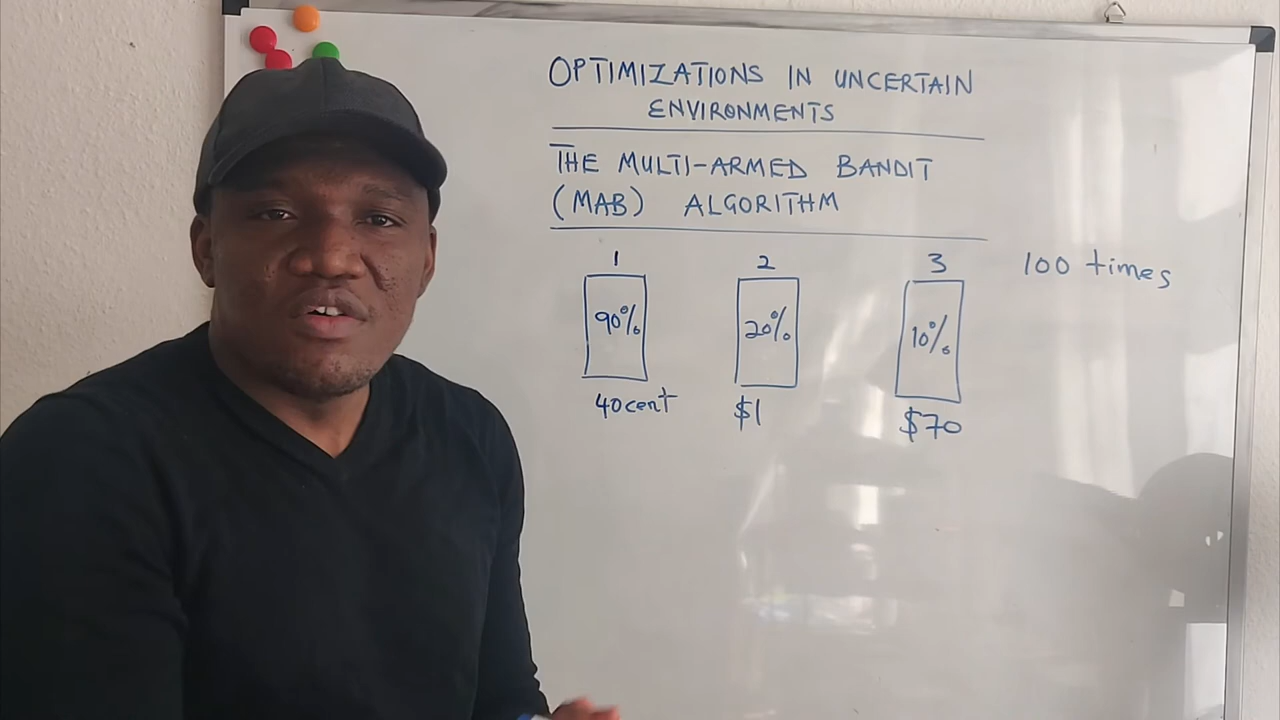 OPTIMIZATIONS IN UNCERTAIN
ENVIRONMENTS
THE MULTI-ARMED BANDIT
(MAB) ALGORITHM
1 2 3 100 times
90% 20% 10%
40cent $1 $70